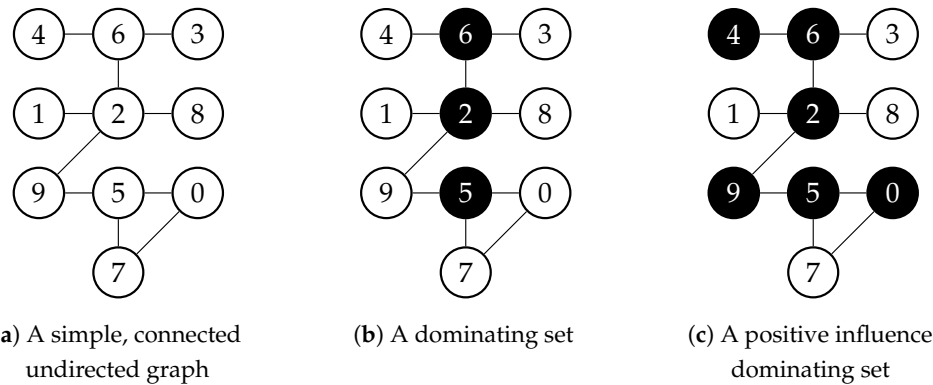 4 6 3 4 6 3 4 6 3
1 2 8 1 2 8 1 2 8
9 5 0 9 5 0 9 5 0
7 7 7
a) A simple, connected (b) A dominating set (c) A positive influence
undirected graph dominating set